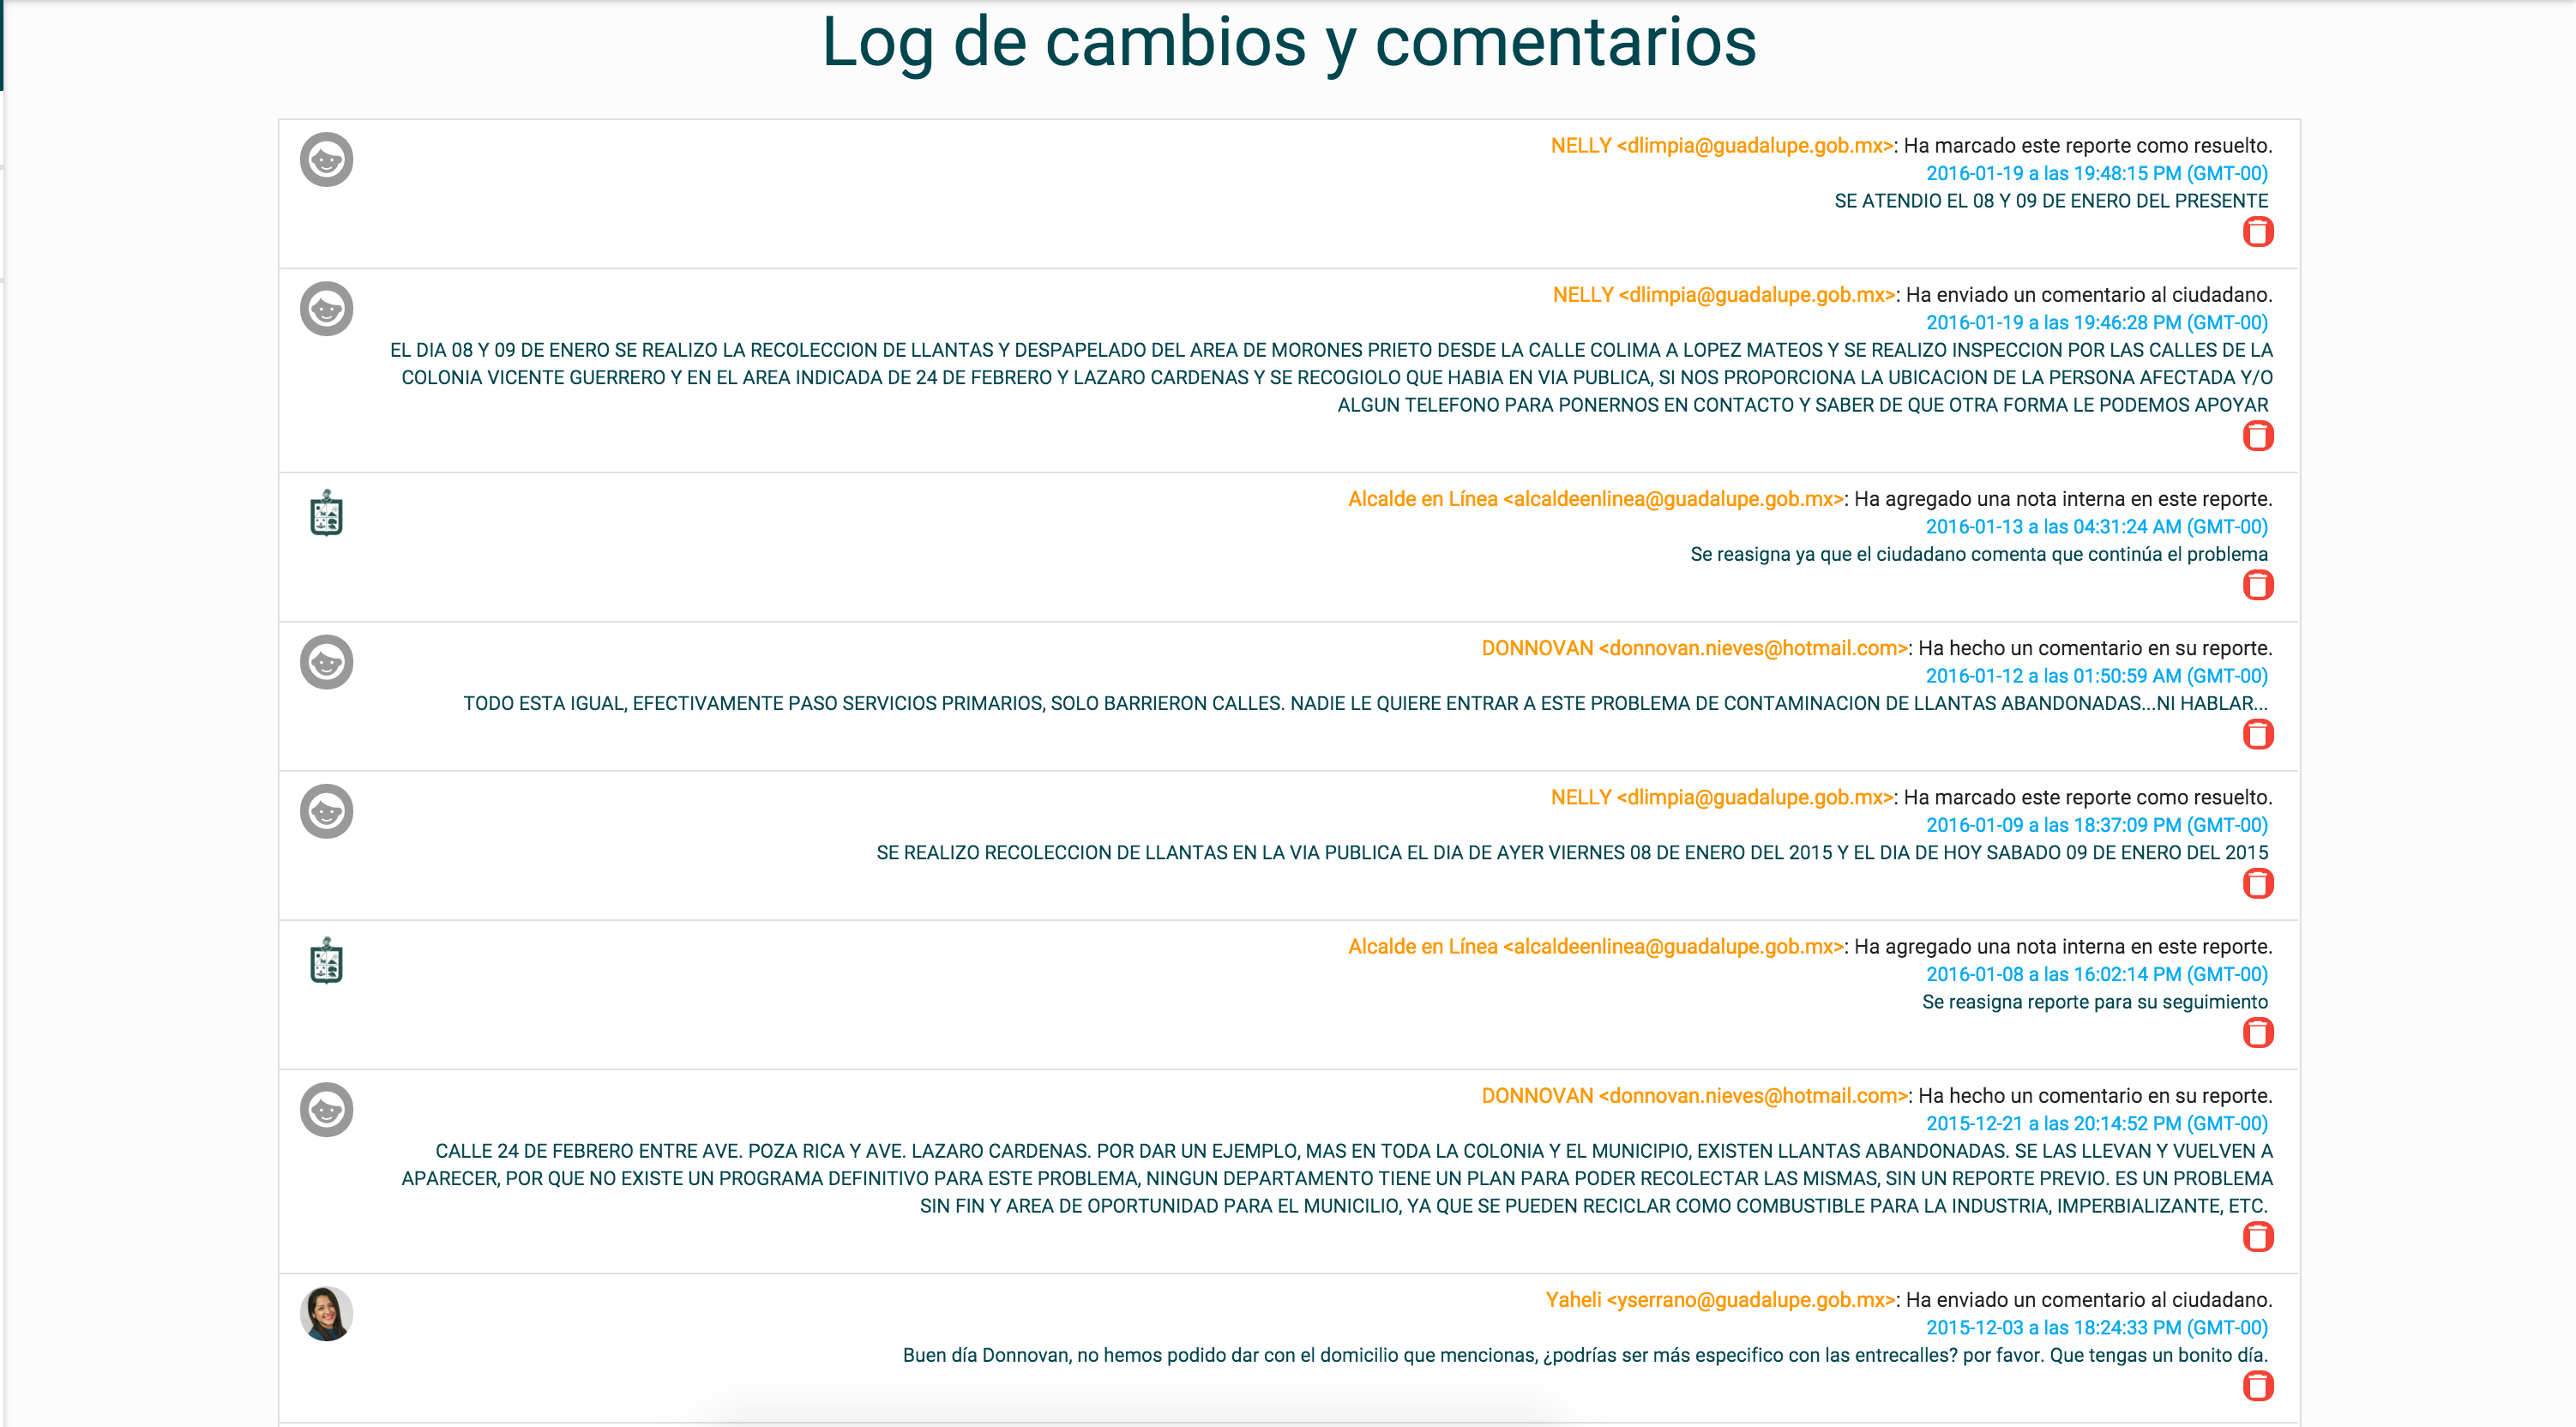 Log de cambios y comentarios
NELLY <dlimpia@guadalupe.gob.mx>: Ha marcado este reporte como resuelto.
2016-01-19 a las 19:48:15 PM (GMT-00)
SE ATENDIO EL 08 Y 09 DE ENERO DEL PRESENTE
NELLY <dlimpia@guadalupe.gob.mx>: Ha enviado un comentario al ciudadano.
2016-01-19 a las 19:46:28 PM (GMT-00)
EL DIA 08 Y 09 DE ENERO SE REALIZO LA RECOLECCION DE LLANTAS Y DESPAPELADO DEL AREA DE MORONES PRIETO DESDE LA CALLE COLIMA A LOPEZ MATEOS Y SE REALIZO INSPECCION POR LAS CALLES DE LA
COLONIA VICENTE GUERRERO Y EN EL AREA INDICADA DE 24 DE FEBRERO Y LAZARO CARDENAS Y SE RECOGIOLO QUE HABIA EN VIA PUBLICA, SI NOS PROPORCIONA LA UBICACION DE LA PERSONA AFECTADA Y/O
ALGUN TELEFONO PARA PONERNOS EN CONTACTO Y SABER DE QUE OTRA FORMA LE PODEMOS APOYAR
Alcalde en Línea <alcaldeenlinea@guadalupe.gob.mx>: Ha agregado una nota interna en este reporte.
2016-01-13 a las 04:31:24 AM (GMT-00)
Se reasigna ya que el ciudadano comenta que continúa el problema
DONNOVAN <donnovan.nieves@hotmail.com>: Ha hecho un comentario en su reporte.
2016-01-12 a las 01:50:59 AM (GMT-00)
TODO ESTA IGUAL, EFECTIVAMENTE PASO SERVICIOS PRIMARIOS, SOLO BARRIERON CALLES. NADIE LE QUIERE ENTRAR A ESTE PROBLEMA DE CONTAMINACION DE LLANTAS ABANDONADAS...NI HABLAR...
NELLY <dlimpia@guadalupe.gob.mx>: Ha marcado este reporte como resuelto.
2016-01-09 a las 18:37:09 PM (GMT-00)
SE REALIZO RECOLECCION DE LLANTAS EN LA VIA PUBLICA EL DIA DE AYER VIERNES 08 DE ENERO DEL 2015 Y EL DIA DE HOY SABADO 09 DE ENERO DEL 2015
Alcalde en Línea <alcaldeenlinea@guadalupe.gob.mx>: Ha agregado una nota interna en este reporte.
2016-01-08 a las 16:02:14 PM (GMT-00)
Se reasigna reporte para su seguimiento
DONNOVAN <donnovan.nieves@hotmail.com>: Ha hecho un comentario en su reporte.
2015-12-21 a las 20:14:52 PM (GMT-00)
CALLE 24 DE FEBRERO ENTRE AVE. POZA RICA Y AVE. LAZARO CARDENAS. POR DAR UN EJEMPLO, MAS EN TODA LA COLONIA Y EL MUNICIPIO, EXISTEN LLANTAS ABANDONADAS. SE LAS LLEVAN Y VUELVEN A
APARECER, POR QUE NO EXISTE UN PROGRAMA DEFINITIVO PARA ESTE PROBLEMA, NINGUN DEPARTAMENTO TIENE UN PLAN PARA PODER RECOLECTAR LAS MISMAS, SIN UN REPORTE PREVIO. ES UN PROBLEMA
SIN FIN Y AREA DE OPORTUNIDAD PARA EL MUNICILIO, YA QUE SE PUEDEN RECICLAR COMO COMBUSTIBLE PARA LA INDUSTRIA, IMPERBIALIZANTE, ETC.
Yaheli <yserrano@guadalupe.gob.mx>: Ha enviado un comentario al ciudadano.
2015-12-03 a las 18:24:33 PM (GMT-00)
Buen día Donnovan, no hemos podido dar con el domicilio que mencionas, ¿podrías ser más especifico con las entrecalles? por favor. Que tengas un bonito día.